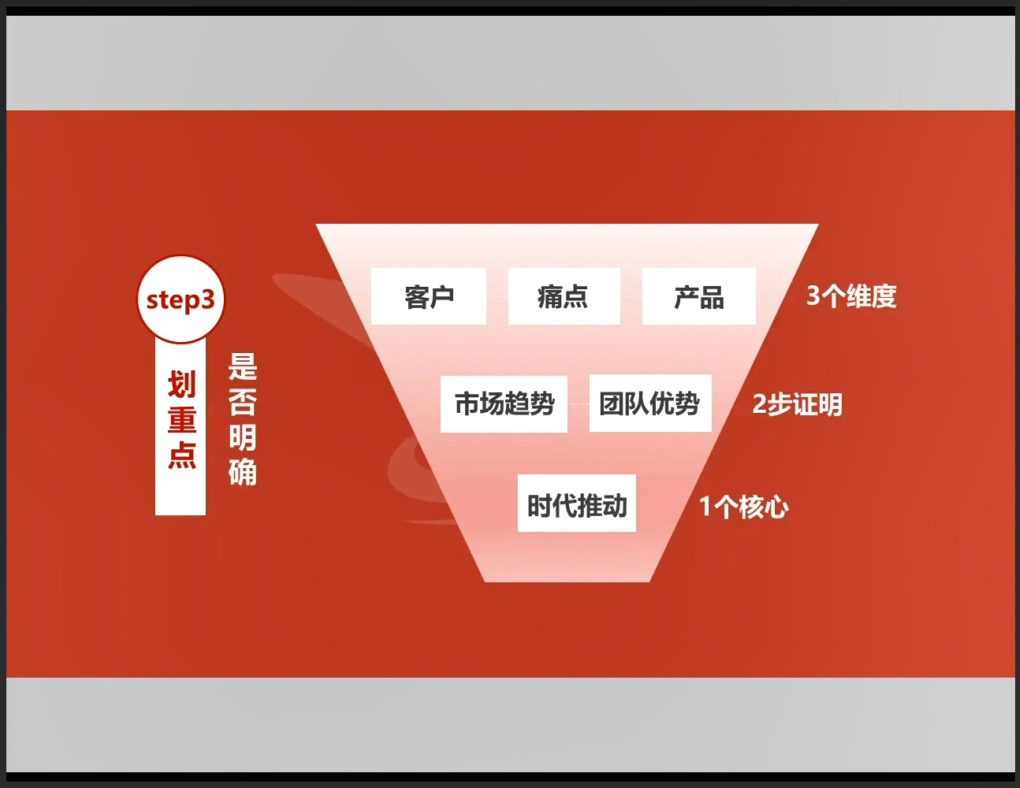 step3
划重点
是否明确
客户 痛点 产品 3个维度
市场趋势 团队优势 2步证明
时代推动 1个核心